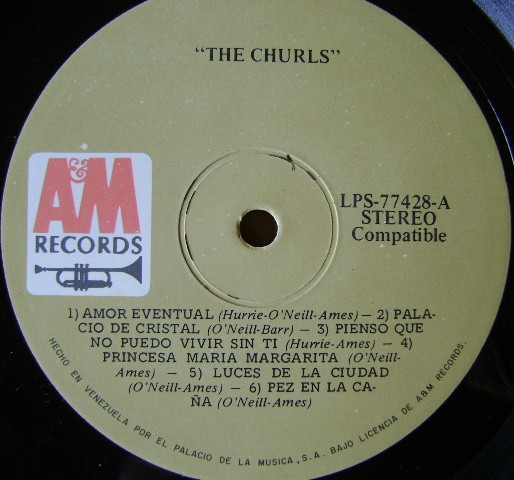 "THE CHURLS"
A&M
RECORDS
LPS-77428-A
STEREO
Compatible
1) AMOR EVENTUAL (Hurrie-O'Neill-Ames) – 2) PALA-
CIO DE CRISTAL (O'Neill-Barr) – 3) PIENSO QUE
NO PUEDO VIVIR SIN TI (Hurrie-Ames) – 4)
PRINCESA MARIA MARGARITA (O'Neill-
Ames) – 5) LUCES DE LA CIUDAD
(O'Neill-Ames) – 6) PEZ EN LA CA-
ÑA (O'Neill-Ames)
HECHO EN VENEZUELA POR EL PALACIO DE LA MUSICA, S.A. BAJO LICENCIA DE A&M RECORDS.